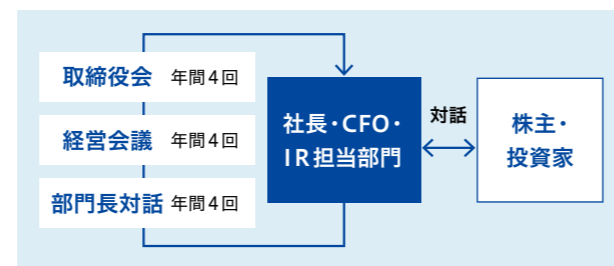 取締役会 年間4回
経営会議 年間4回
部門長対話 年間4回
社長・CFO・
IR担当部門
対話
株主・
投資家